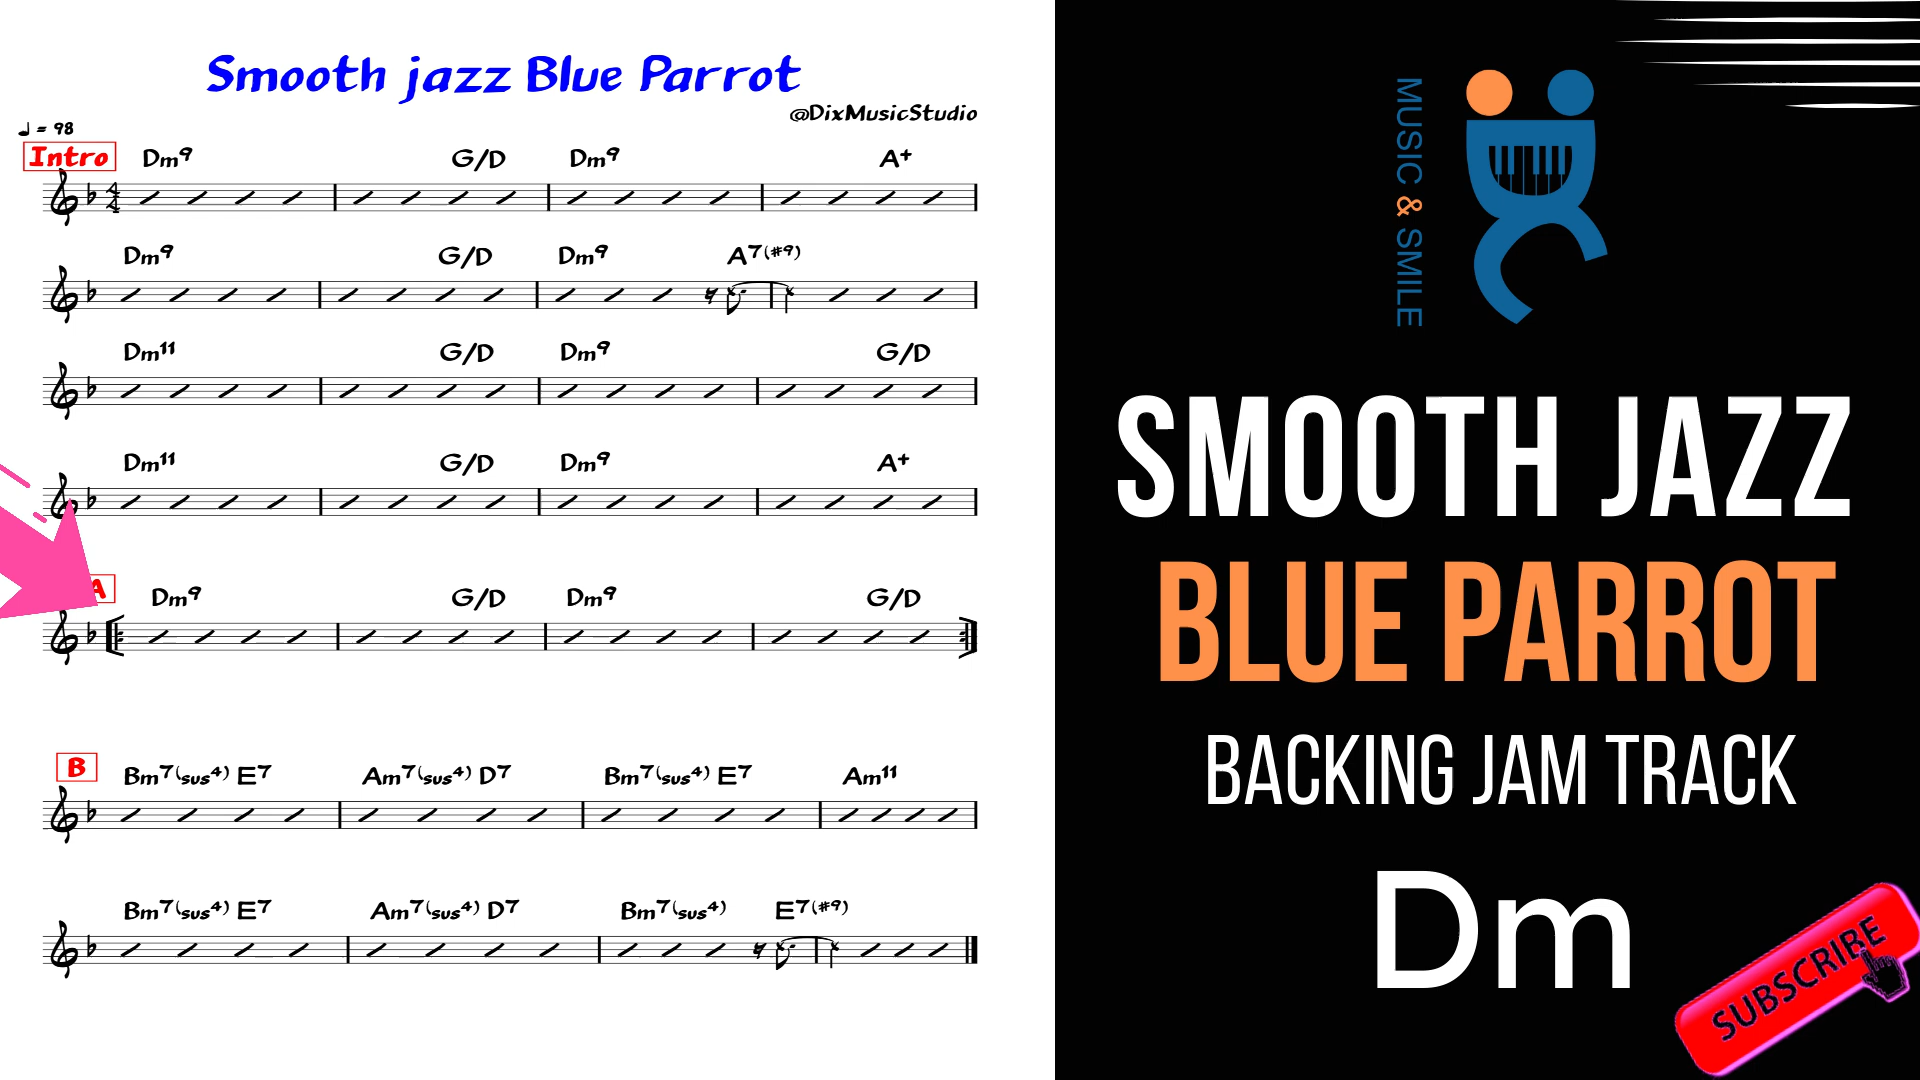 Smooth jazz Blue Parrot
@DixMusicStudio
♩ = 98
Intro
Dm9 G/D Dm9 A+
Dm9 G/D Dm9 A7(#9)
Dm11 G/D Dm9 G/D
Dm11 G/D Dm9 A+
A
Dm9 G/D Dm9 G/D
B
Bm7(sus4) E7 Am7(sus4) D7 Bm7(sus4) E7 Am11
Bm7(sus4) E7 Am7(sus4) D7 Bm7(sus4) E7(#9)
MUSIC & SMILE
SMOOTH JAZZ
BLUE PARROT
BACKING JAM TRACK
Dm
SUBSCRIBE